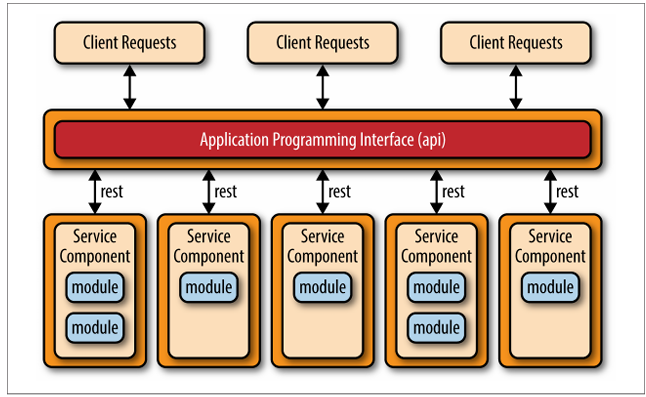 Client Requests
Client Requests
Client Requests
Application Programming Interface (api)
rest
rest
rest
rest
rest
Service
Component
module
module
Service
Component
module
Service
Component
module
Service
Component
module
module
Service
Component
module